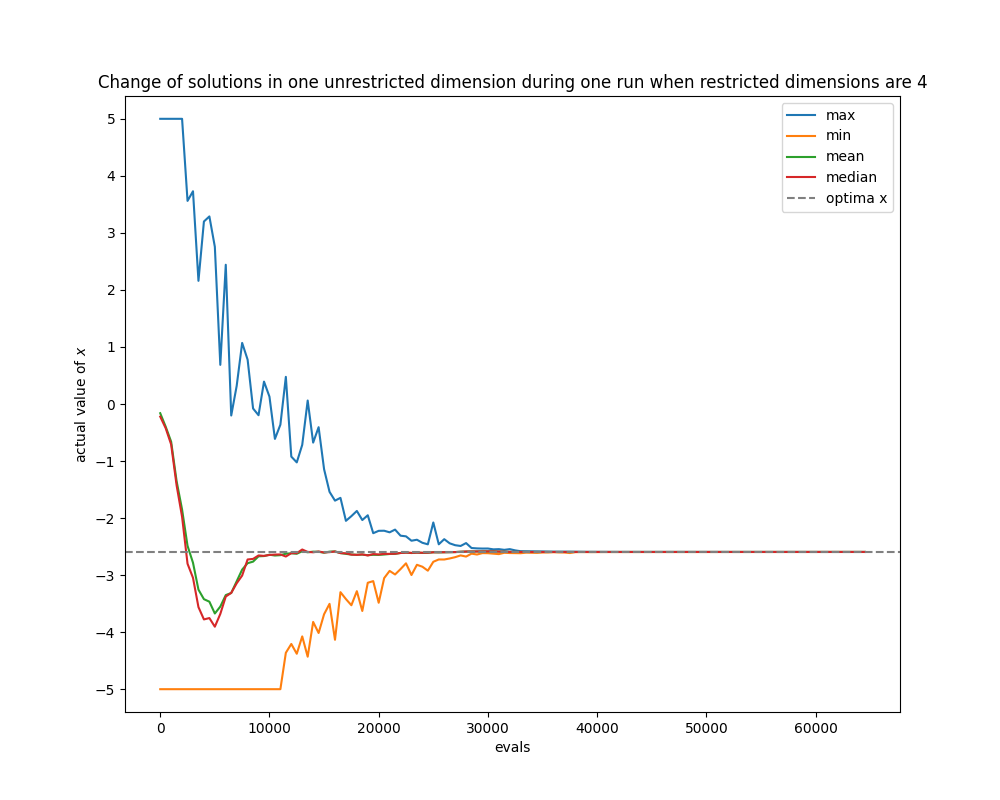 Change of solutions in one unrestricted dimension during one run when restricted dimensions are 4
max
min
mean
median
optima x
5
4
3
2
1
0
−1
−2
−3
−4
−5
actual value of x
0 10000 20000 30000 40000 50000 60000
evals